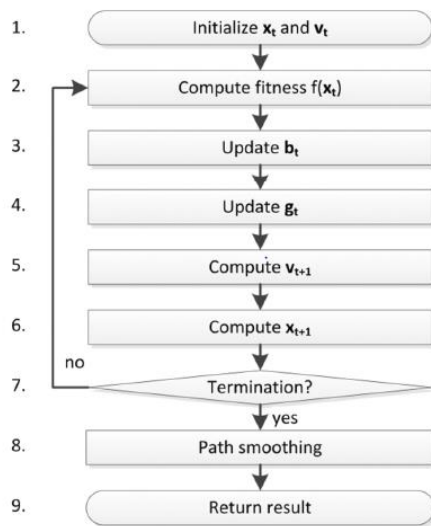 1. Initialize xt and vt
2. Compute fitness f(xt)
3. Update bt
4. Update gt
5. Compute vt+1
6. Compute xt+1
no
7. Termination?
yes
8. Path smoothing
9. Return result